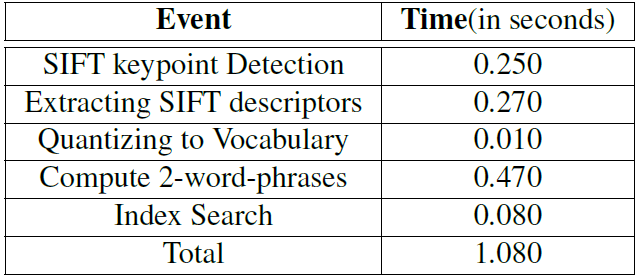 Event Time(in seconds)
SIFT keypoint Detection 0.250
Extracting SIFT descriptors 0.270
Quantizing to Vocabulary 0.010
Compute 2-word-phrases 0.470
Index Search 0.080
Total 1.080